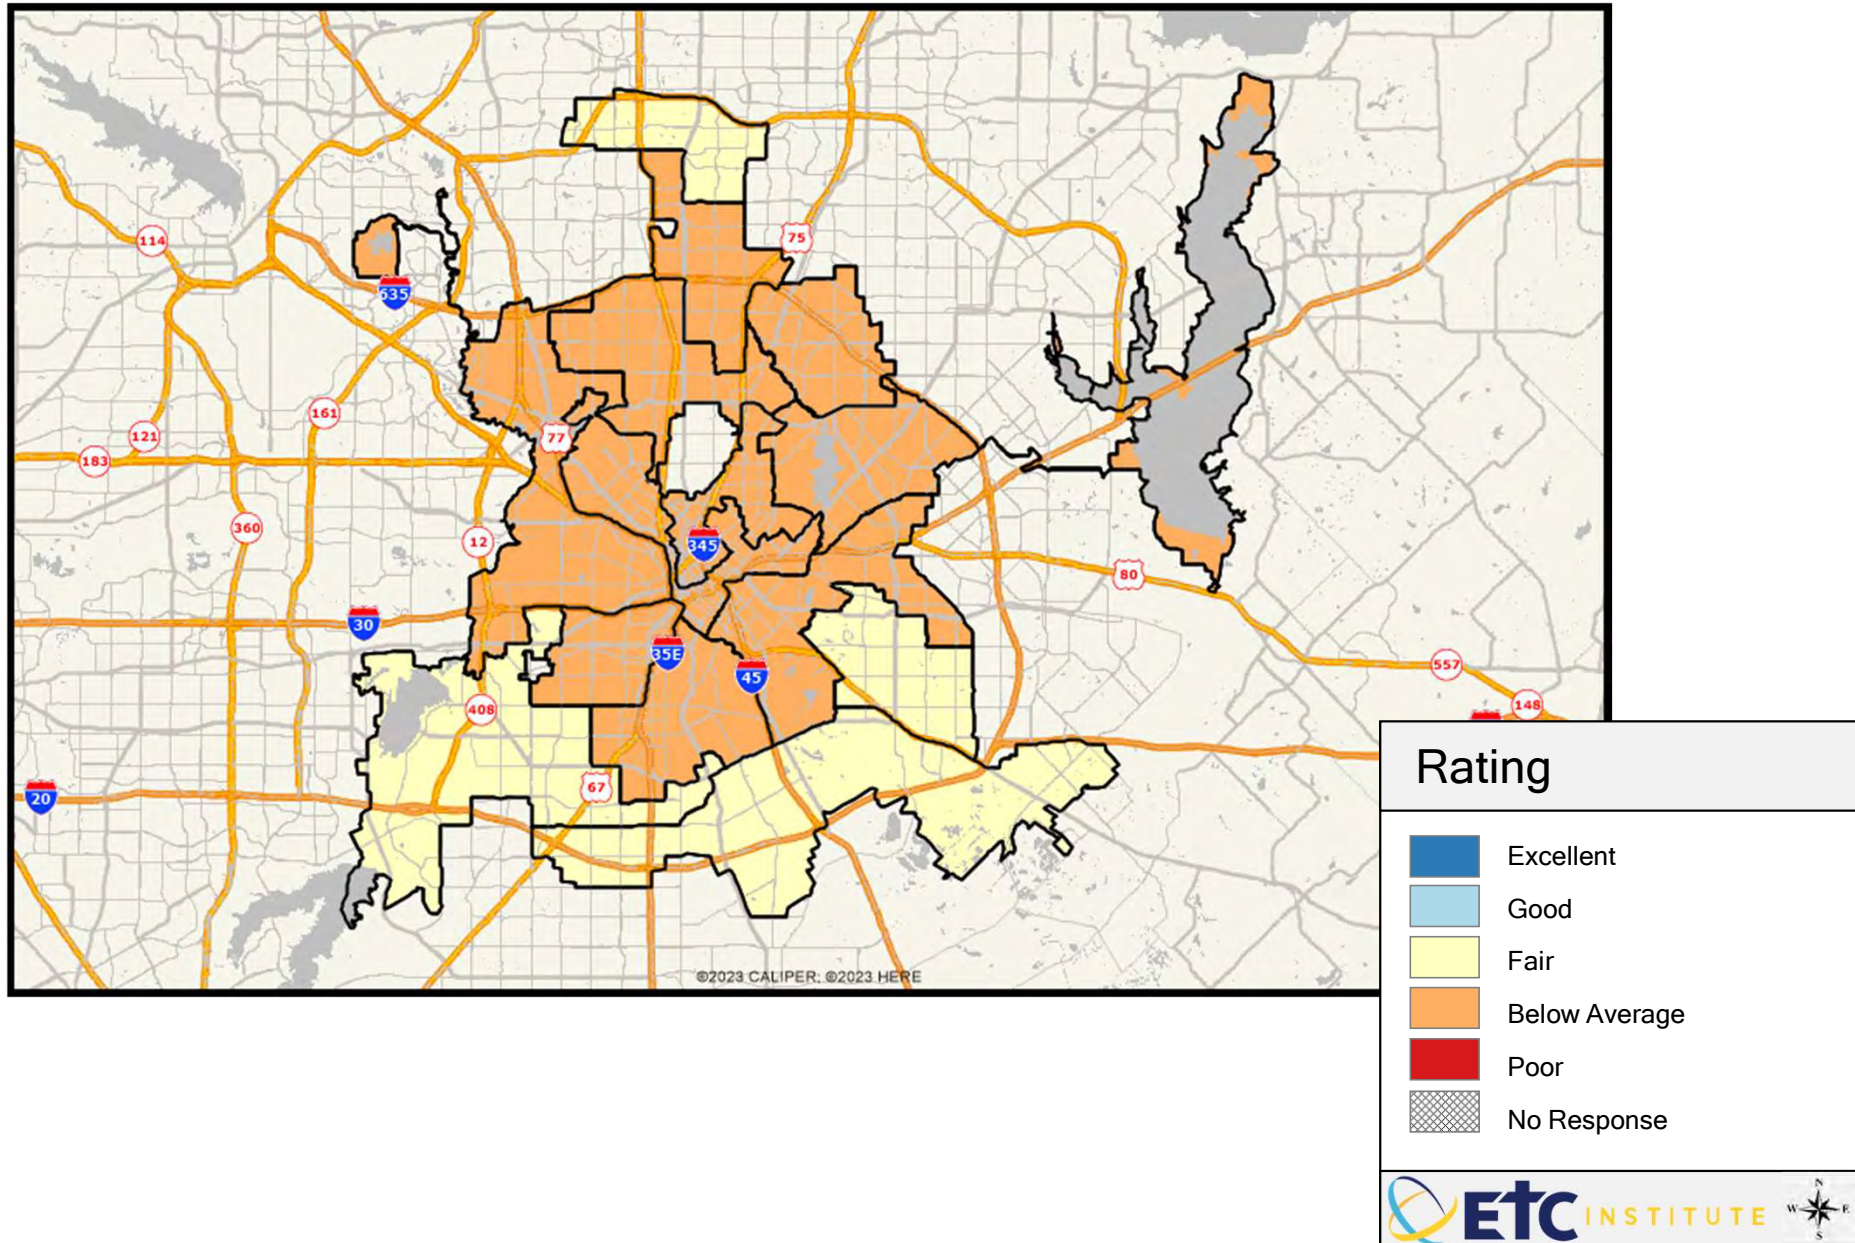 114
75
635
161
121
77
183
360
12
345
80
30
35E
45
557
408
148
67
20
©2023 CALIPER; ©2023 HERE
Rating
Excellent
Good
Fair
Below Average
Poor
No Response
ETC INSTITUTE
N
W E
S